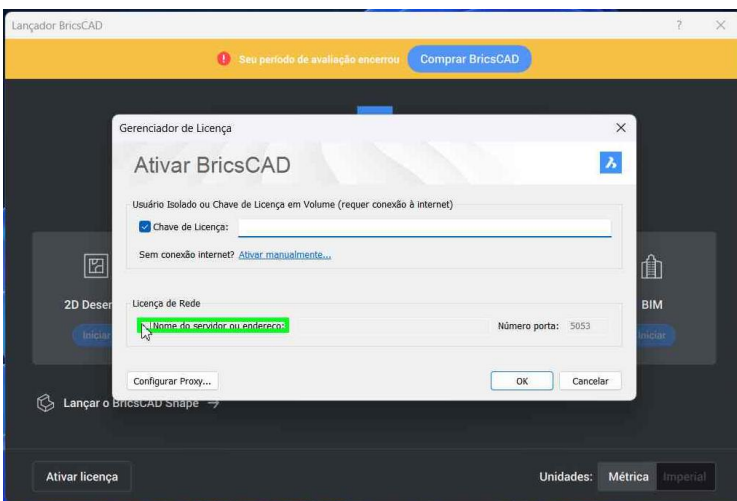 Lançador BricsCAD ?
Seu período de avaliação encerrou Comprar BricsCAD
Gerenciador de Licença
Ativar BricsCAD
Usuário Isolado ou Chave de Licença em Volume (requer conexão à internet)
Chave de Licença:
Sem conexão internet? Ativar manualmente...
2D Deser
BIM
Licença de Rede
Nome do servidor ou endereço: Número porta: 5053
Iniciar
Iniciar
Configurar Proxy... OK Cancelar
Lançar o BricsCAD Shape →
Ativar licença Unidades: Métrica Imperial